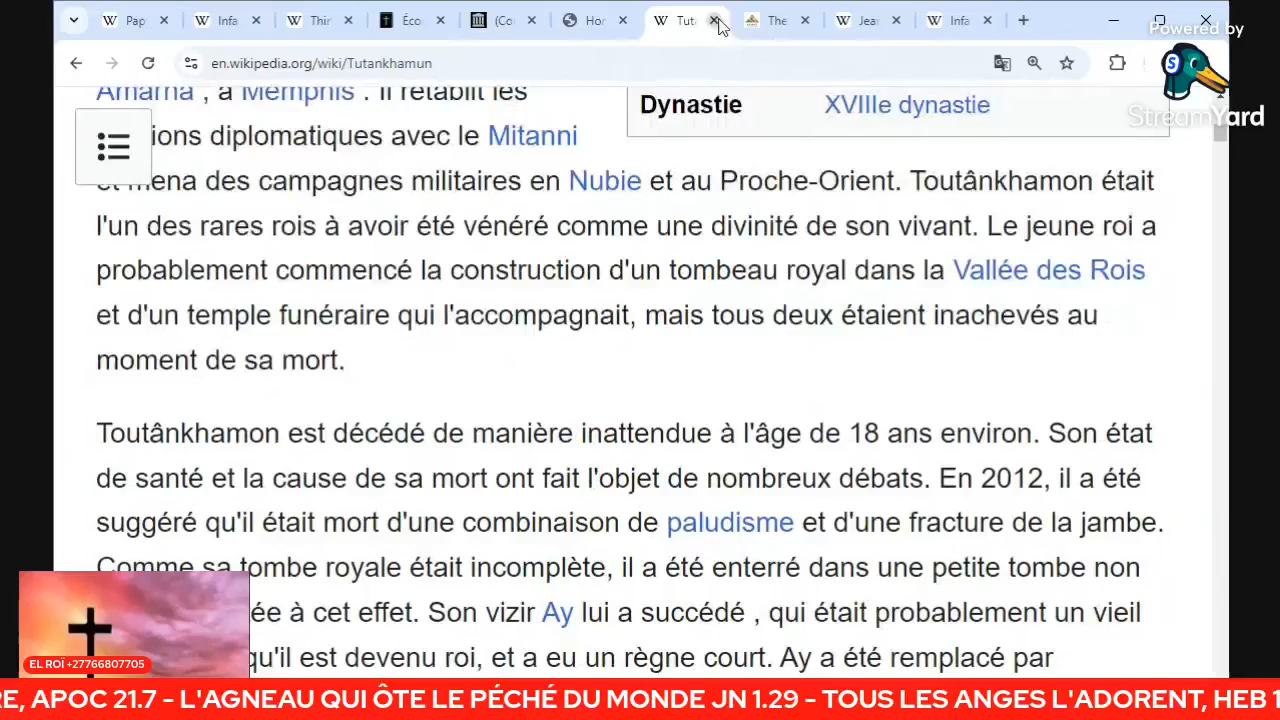 Pap
Infa
Thir
Éco
(Co
Hor
Tut
The
Jear
Infa
Powered by
en.wikipedia.org/wiki/Tutankhamun
S
StreamYard
Amarna , à Memphis . Il rétablit les
Dynastie XVIIIe dynastie
ions diplomatiques avec le Mitanni
et mena des campagnes militaires en Nubie et au Proche-Orient. Toutânkhamon était
l'un des rares rois à avoir été vénéré comme une divinité de son vivant. Le jeune roi a
probablement commencé la construction d'un tombeau royal dans la Vallée des Rois
et d'un temple funéraire qui l'accompagnait, mais tous deux étaient inachevés au
moment de sa mort.
Toutânkhamon est décédé de manière inattendue à l'âge de 18 ans environ. Son état
de santé et la cause de sa mort ont fait l'objet de nombreux débats. En 2012, il a été
suggéré qu'il était mort d'une combinaison de paludisme et d'une fracture de la jambe.
Comme sa tombe royale était incomplète, il a été enterré dans une petite tombe non
ée à cet effet. Son vizir Ay lui a succédé , qui était probablement un vieil
qu'il est devenu roi, et a eu un règne court. Ay a été remplacé par
EL ROÏ +27766807705
RE, APOC 21.7 - L'AGNEAU QUI ÔTE LE PÉCHÉ DU MONDE JN 1.29 - TOUS LES ANGES L'ADORENT, HEB 1